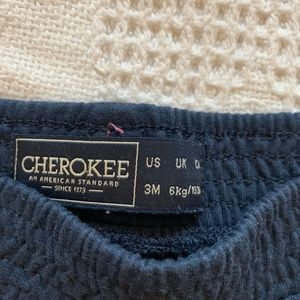 CHEROKEE
AN AMERICAN STANDARD
SINCE 1973
US UK
3M 6kg/